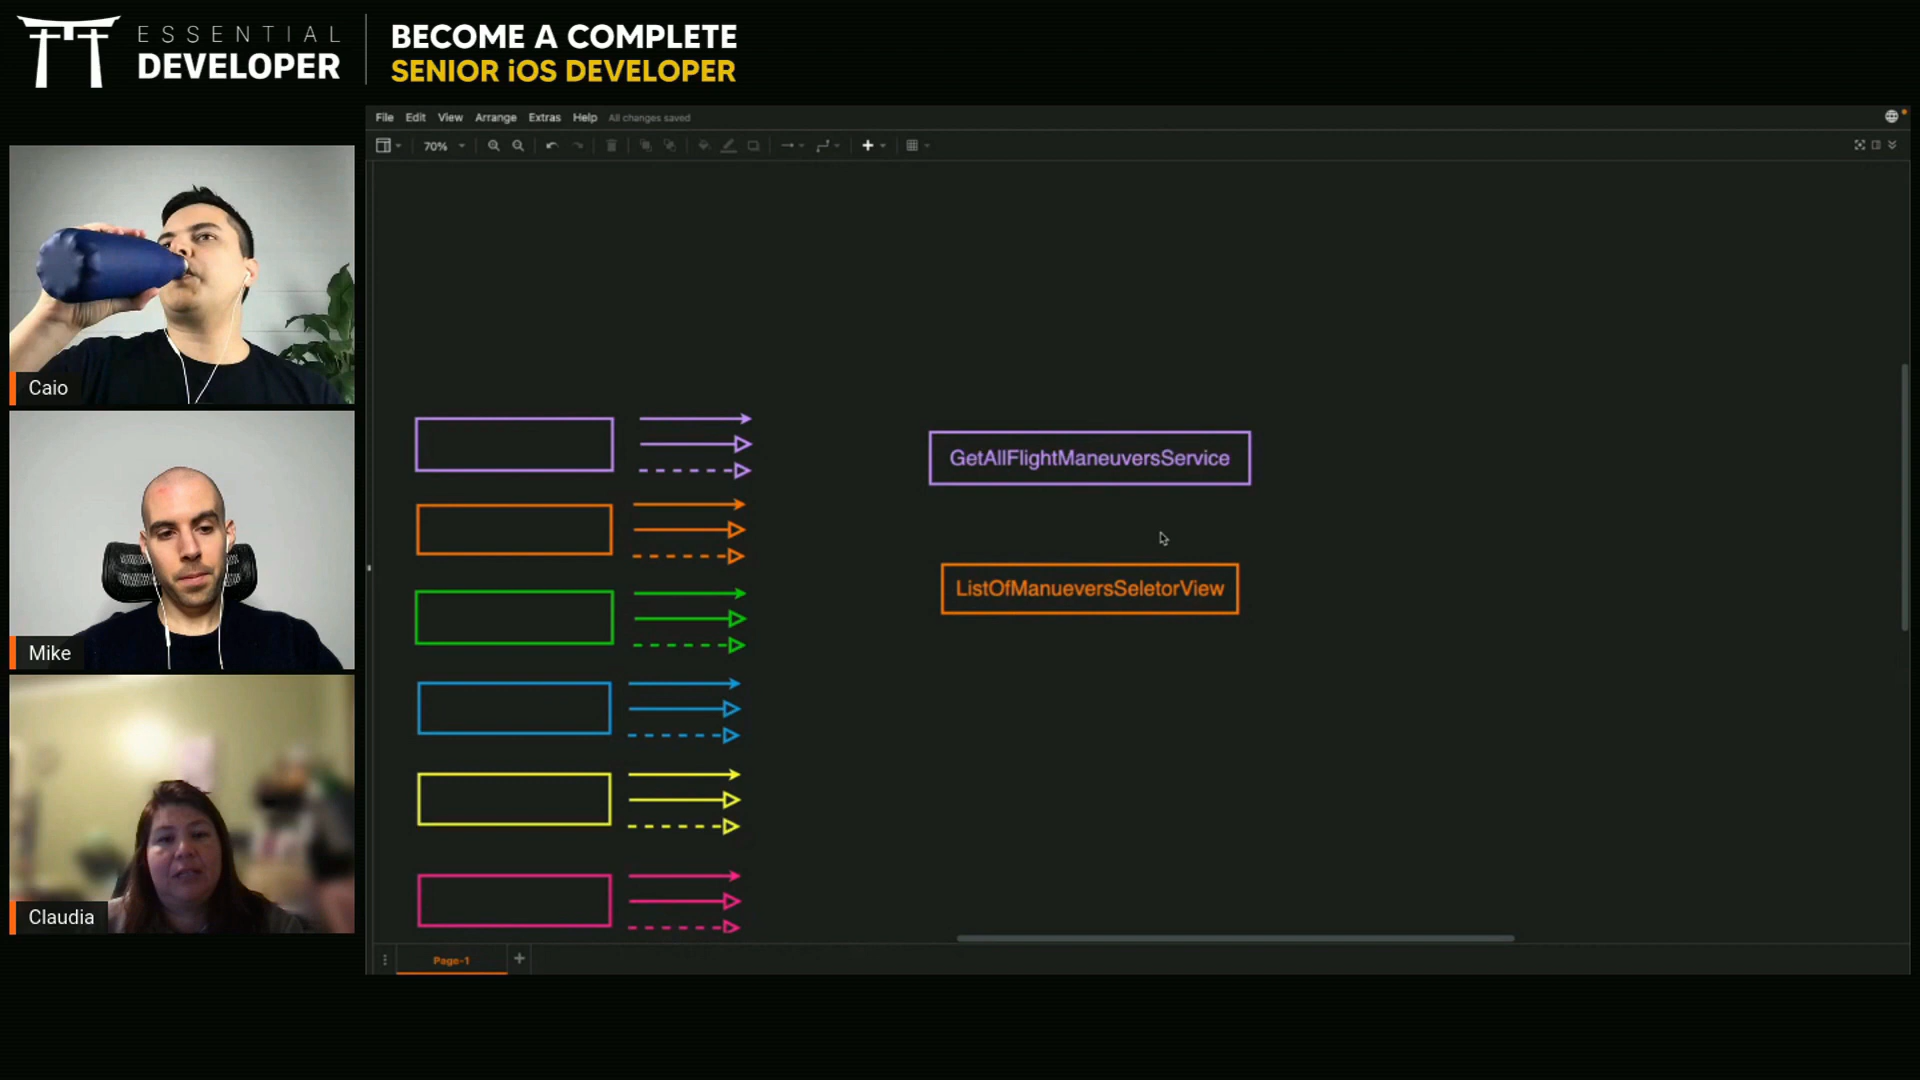 ESSENTIAL
DEVELOPER
BECOME A COMPLETE
SENIOR iOS DEVELOPER
File Edit View Arrange Extras Help All changes saved
70%
Caio
Mike
Claudia
GetAllFlightManeuversService
ListOfManueversSeletorView
Page-1